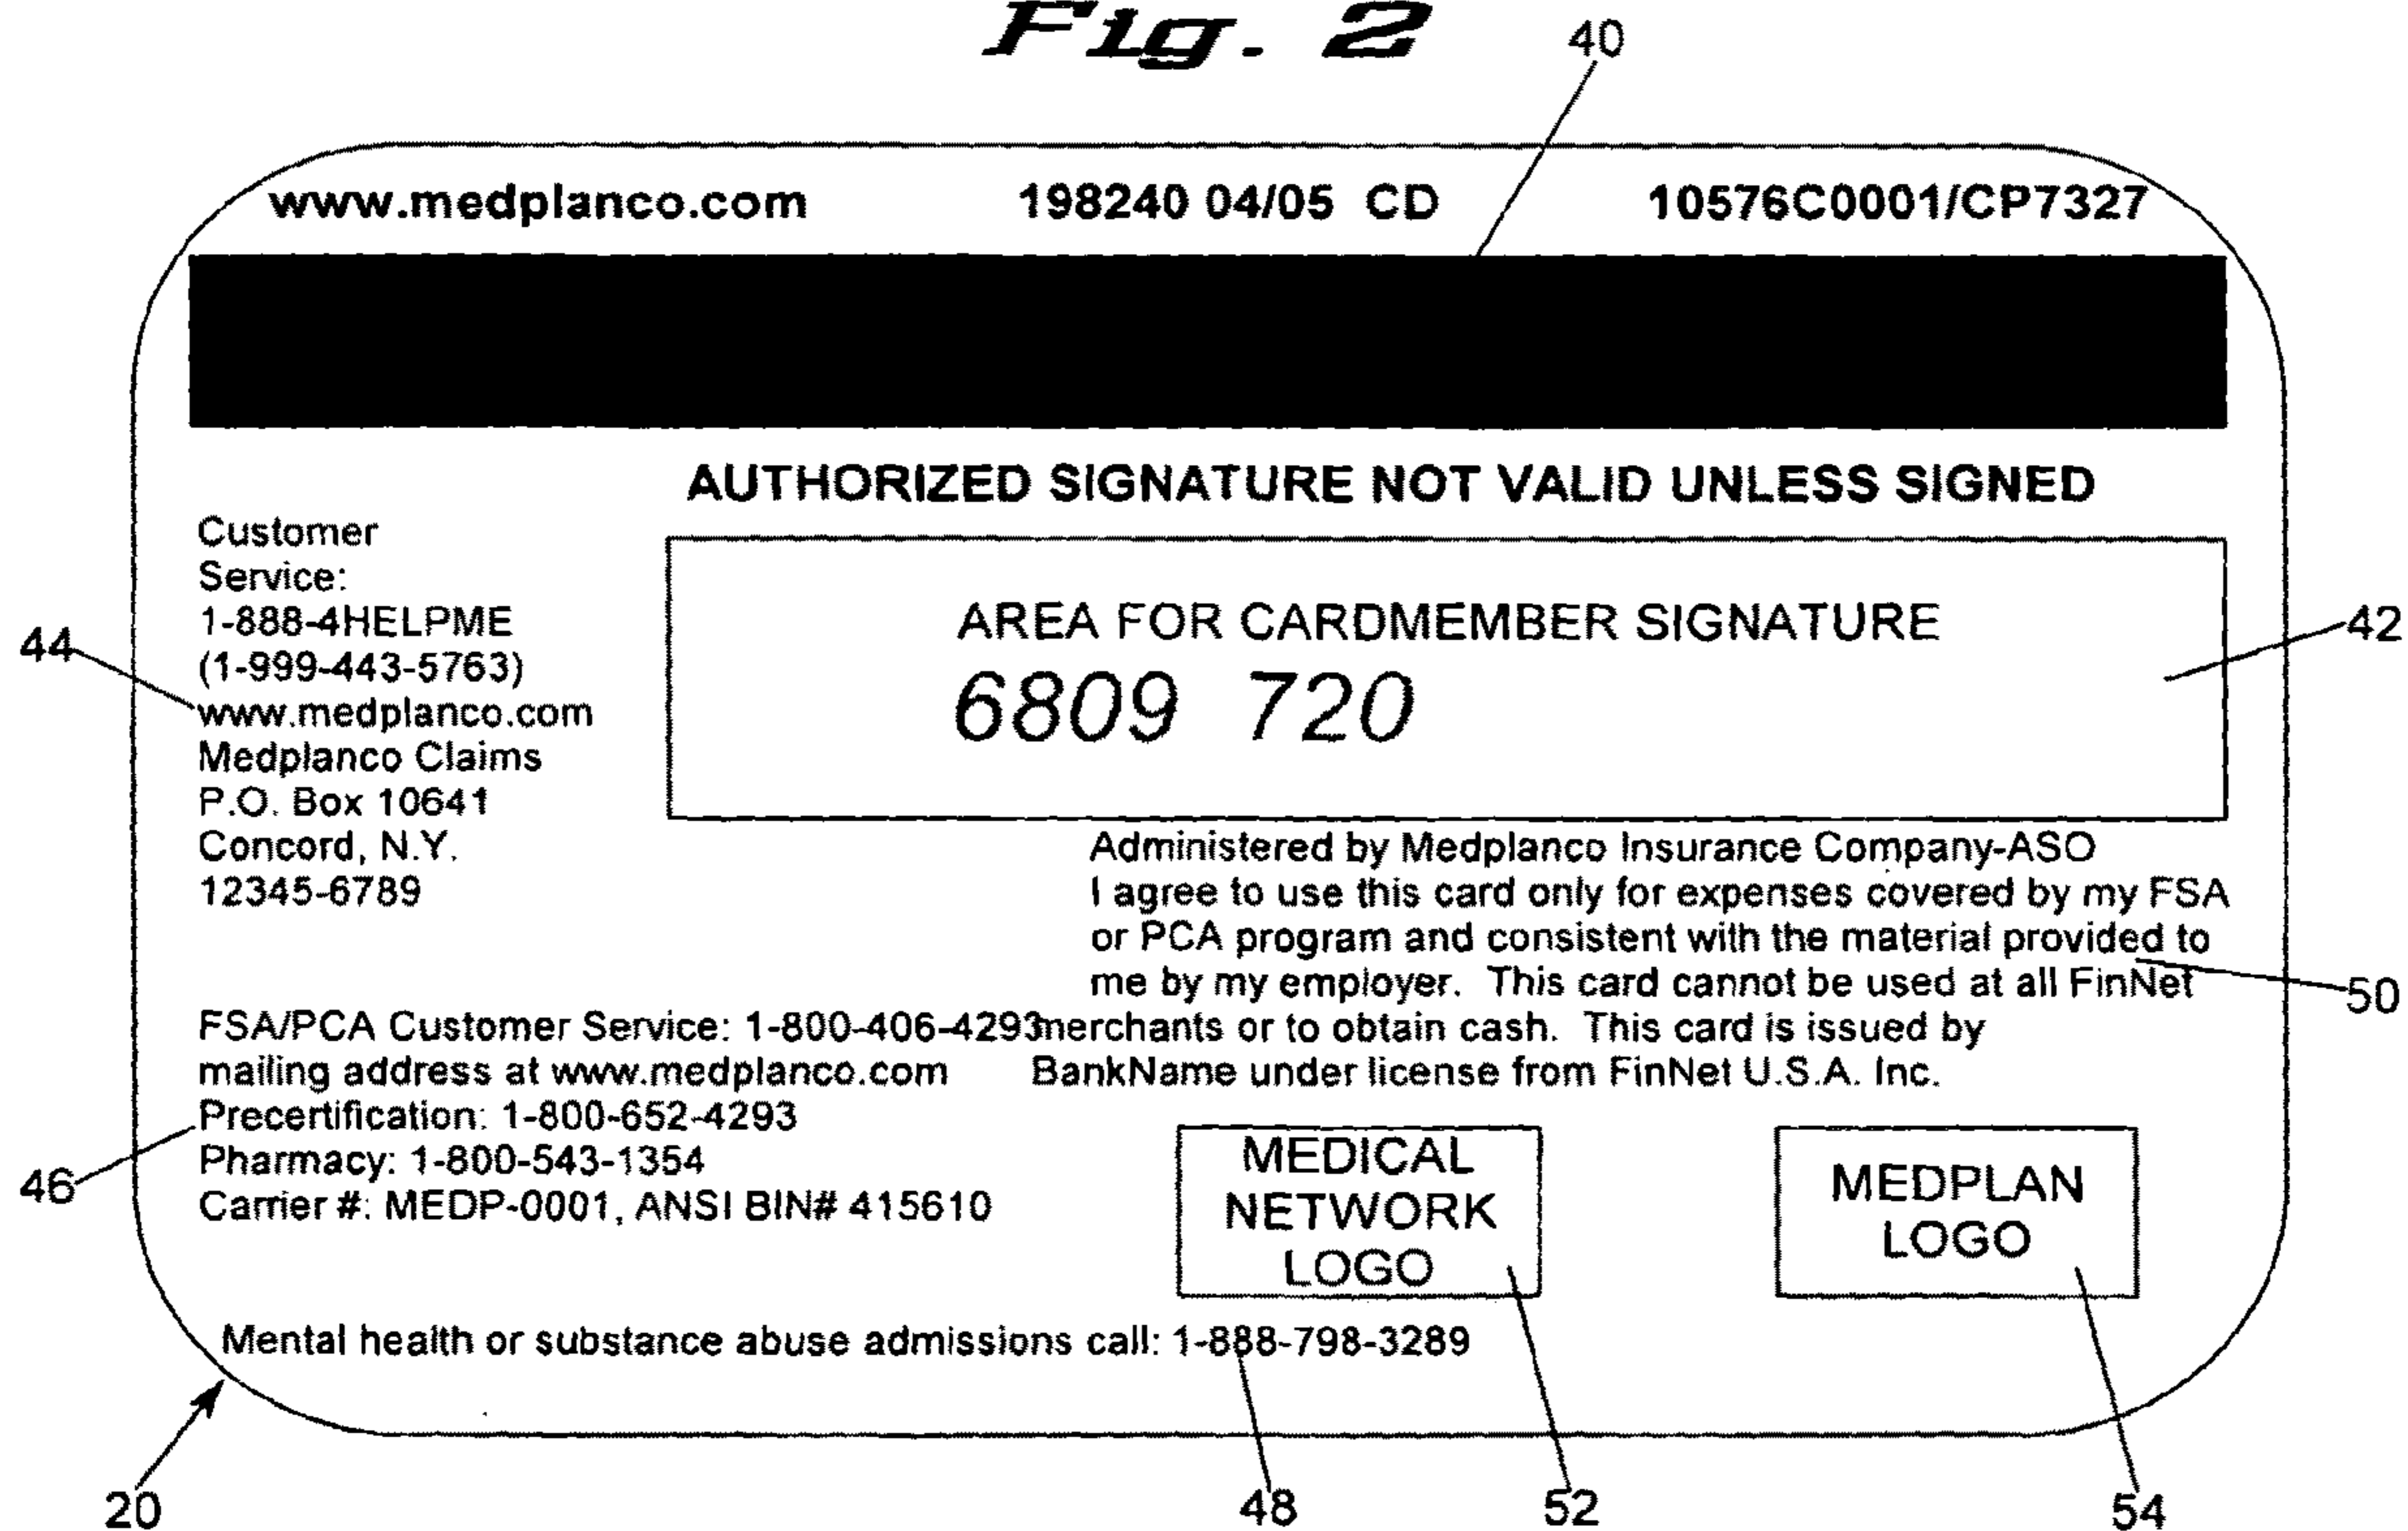 Fig. 2
40
www.medplanco.com 198240 04/05 CD 10576C0001/CP7327
AUTHORIZED SIGNATURE NOT VALID UNLESS SIGNED
Customer
Service:
1-888-4HELPME
(1-999-443-5763)
www.medplanco.com
Medplanco Claims
P.O. Box 10641
Concord, N.Y.
12345-6789
44
AREA FOR CARDMEMBER SIGNATURE
6809 720
42
Administered by Medplanco Insurance Company-ASO
I agree to use this card only for expenses covered by my FSA
or PCA program and consistent with the material provided to
me by my employer. This card cannot be used at all FinNet
merchants or to obtain cash. This card is issued by
BankName under license from FinNet U.S.A. Inc.
50
FSA/PCA Customer Service: 1-800-406-4293
mailing address at www.medplanco.com
Precertification: 1-800-652-4293
Pharmacy: 1-800-543-1354
Carrier #: MEDP-0001, ANSI BIN# 415610
46
MEDICAL
NETWORK
LOGO
MEDPLAN
LOGO
Mental health or substance abuse admissions call: 1-888-798-3289
20
48
52
54